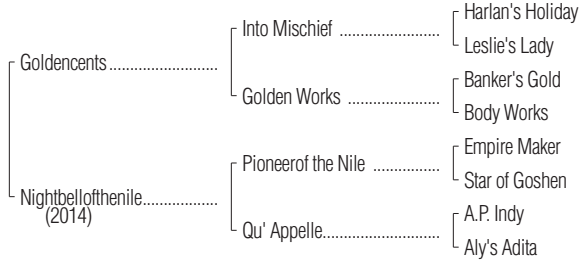 Harlan's Holiday
Into Mischief ....................
Leslie's Lady
Goldencents ......................
Banker's Gold
Golden Works ..................
Body Works
Empire Maker
Pioneerof the Nile .............
Star of Goshen
Nightbellofthenile...............
(2014)
A.P. Indy
Qu' Appelle.......................
Aly's Adita